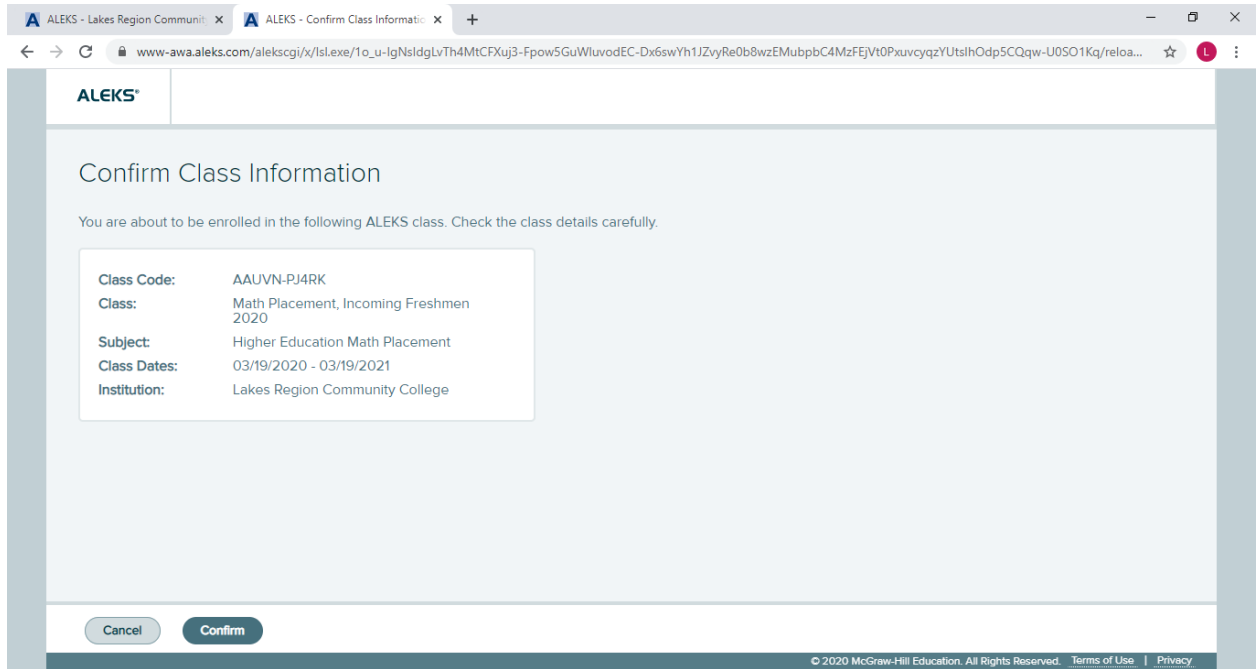 ALEKS - Lakes Region Communit
ALEKS - Confirm Class Informatio
www-awa.aleks.com/alekscgi/x/Isl.exe/1o_u-IgNsIdgLvTh4MtCFXuj3-Fpow5GuWIuvodEC-Dx6swYh1JZvyRe0b8wzEMubpbC4MzFEjVt0PxuvcyqzYUtsIhOdp5CQqw-U0SO1Kq/reloa...
L
ALEKS®
Confirm Class Information
You are about to be enrolled in the following ALEKS class. Check the class details carefully.
Class Code: AAUVN-PJ4RK
Class: Math Placement, Incoming Freshmen
2020
Subject: Higher Education Math Placement
Class Dates: 03/19/2020 - 03/19/2021
Institution: Lakes Region Community College
Cancel Confirm
© 2020 McGraw-Hill Education. All Rights Reserved. Terms of Use | Privacy